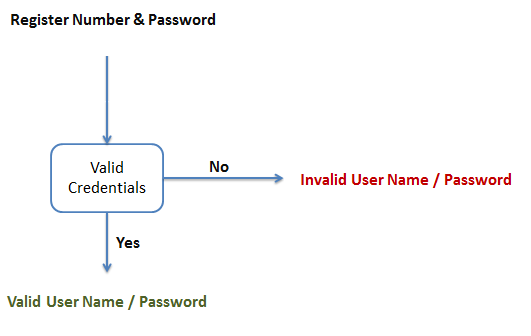 Register Number & Password
Valid
Credentials
No
Invalid User Name / Password
Yes
Valid User Name / Password